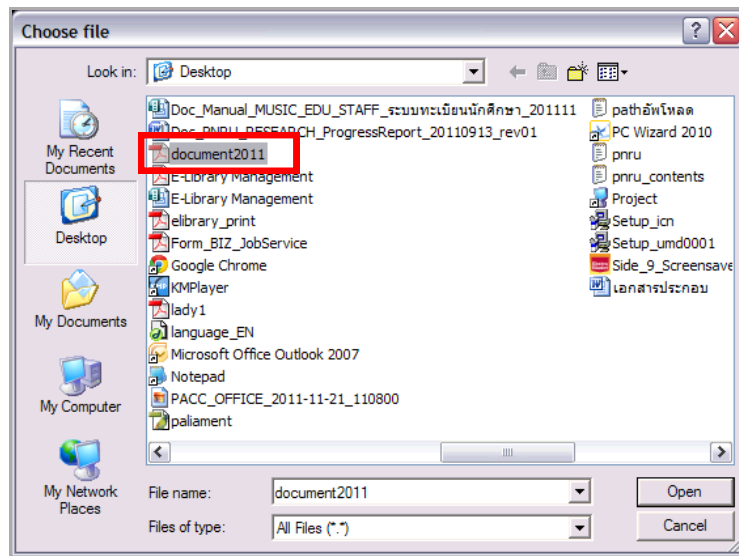 Choose file
Look in:
Desktop
My Recent
Documents
Desktop
My Documents
My Computer
My Network
Places
Doc_Manual_MUSIC_EDU_STAFF_ระบบทะเบียนนักศึกษา_201111
Doc_PNRU_RESEARCH_ProgressReport_20110913_rev01
document2011
E-Library Management
E-Library Management
elibrary_print
Form_BIZ_JobService
Google Chrome
KMPlayer
lady1
language_EN
Microsoft Office Outlook 2007
Notepad
PACC_OFFICE_2011-11-21_110800
paliament
pathอัพโหลด
PC Wizard 2010
pnru
pnru_contents
Project
Setup_icn
Setup_umd0001
Side_9_Screensave
เอกสารประกอบ
File name:
document2011
Open
Files of type:
All Files (*.*)
Cancel